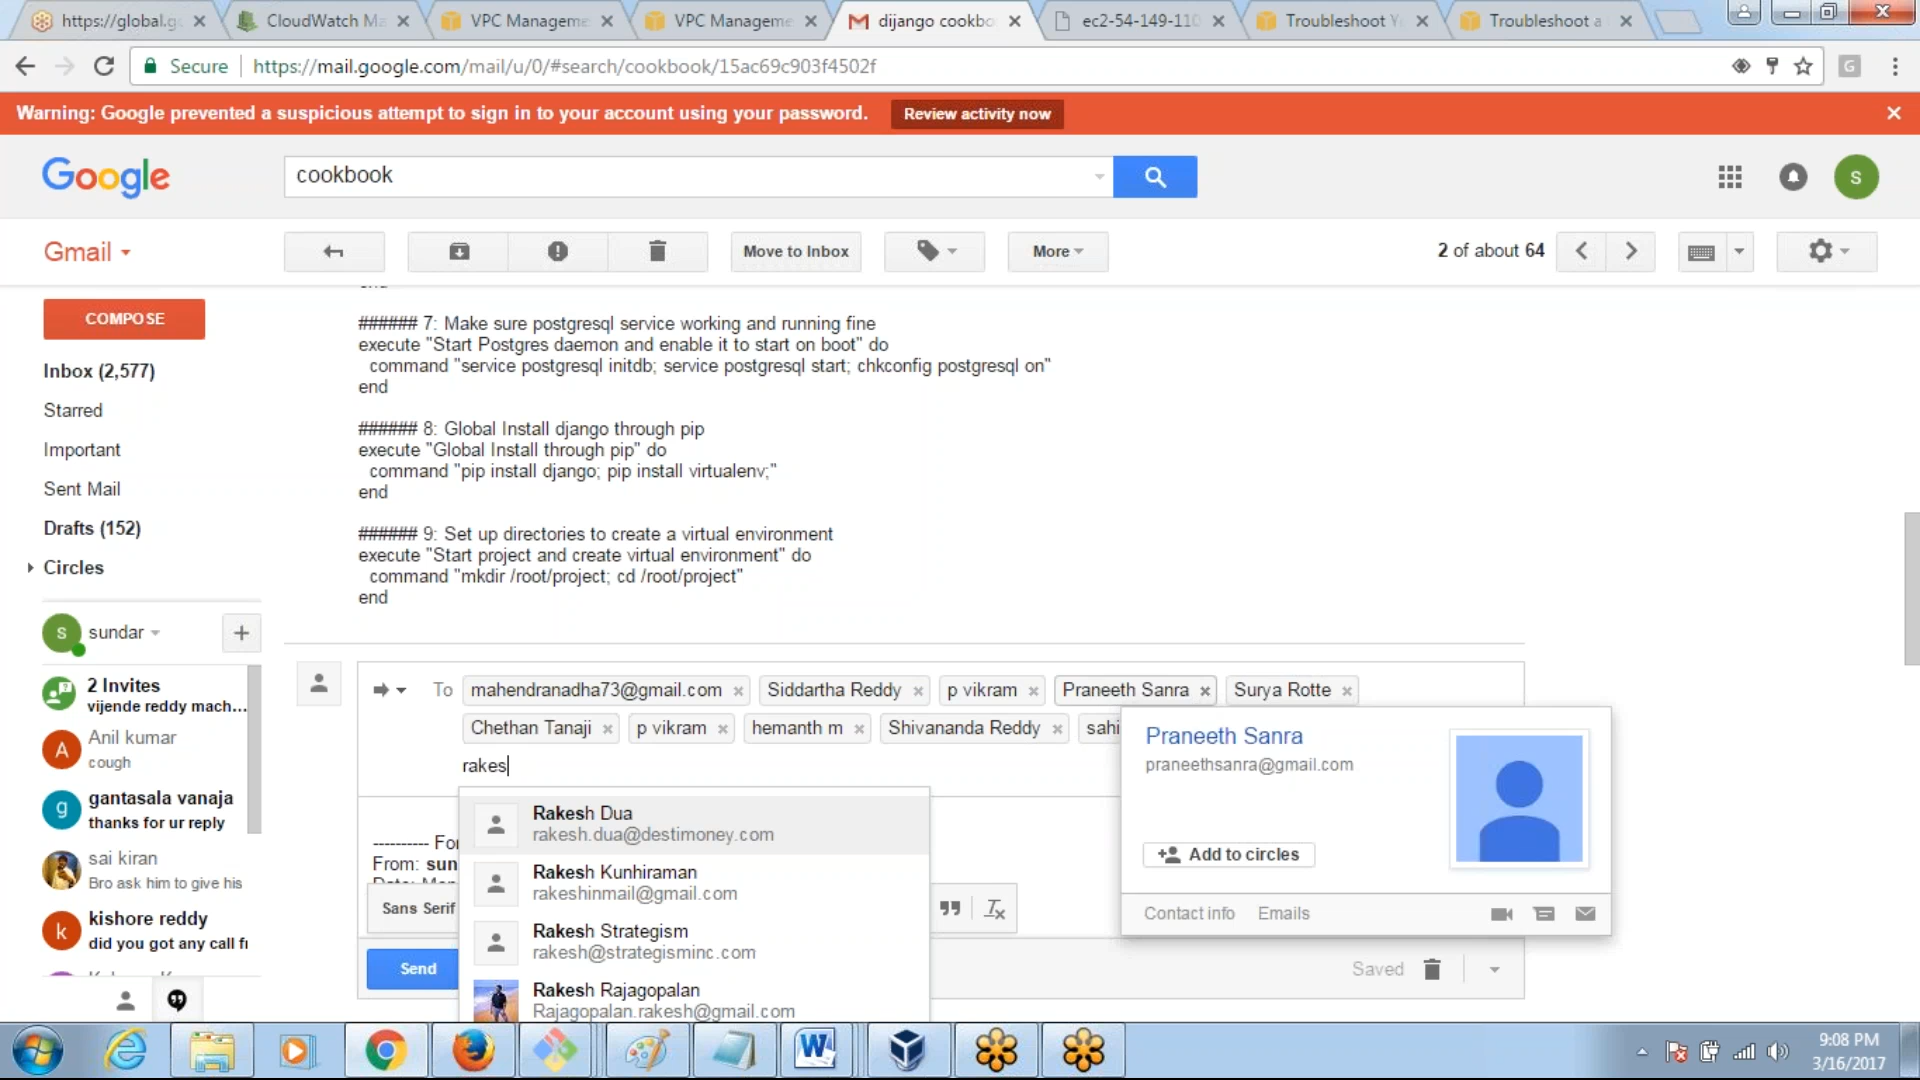 https://global.g
CloudWatch Ma
VPC Manageme
VPC Manageme
dijango cookbo
ec2-54-149-110
Troubleshoot Y
Troubleshoot a
Secure
https://mail.google.com/mail/u/0/#search/cookbook/15ac69c903f4502f
G
Warning: Google prevented a suspicious attempt to sign in to your account using your password.
Review activity now
Google
cookbook
S
Gmail
Move to Inbox
More
2 of about 64
COMPOSE
Inbox (2,577)
Starred
Important
Sent Mail
Drafts (152)
Circles
S
sundar
2 Invites
vijende reddy mach...
A
Anil kumar
cough
g
gantasala vanaja
thanks for ur reply
sai kiran
Bro ask him to give his
k
kishore reddy
did you got any call fr
end
###### 7: Make sure postgresql service working and running fine
execute "Start Postgres daemon and enable it to start on boot" do
command "service postgresql initdb; service postgresql start; chkconfig postgresql on"
end
###### 8: Global Install django through pip
execute "Global Install through pip" do
command "pip install django; pip install virtualenv;"
end
###### 9: Set up directories to create a virtual environment
execute "Start project and create virtual environment" do
command "mkdir /root/project; cd /root/project"
end
To
mahendranadha73@gmail.com
Siddartha Reddy
p vikram
Praneeth Sanra
Surya Rotte
Chethan Tanaji
p vikram
hemanth m
Shivananda Reddy
sahi
rakes
Rakesh Dua
rakesh.dua@destimoney.com
Rakesh Kunhiraman
rakeshinmail@gmail.com
Rakesh Strategism
rakesh@strategisminc.com
Rakesh Rajagopalan
Rajagopalan.rakesh@gmail.com
---------- Fo
From: sun
Sans Serif
Send
Saved
Praneeth Sanra
praneethsanra@gmail.com
Add to circles
Contact info
Emails
9:08 PM
3/16/2017